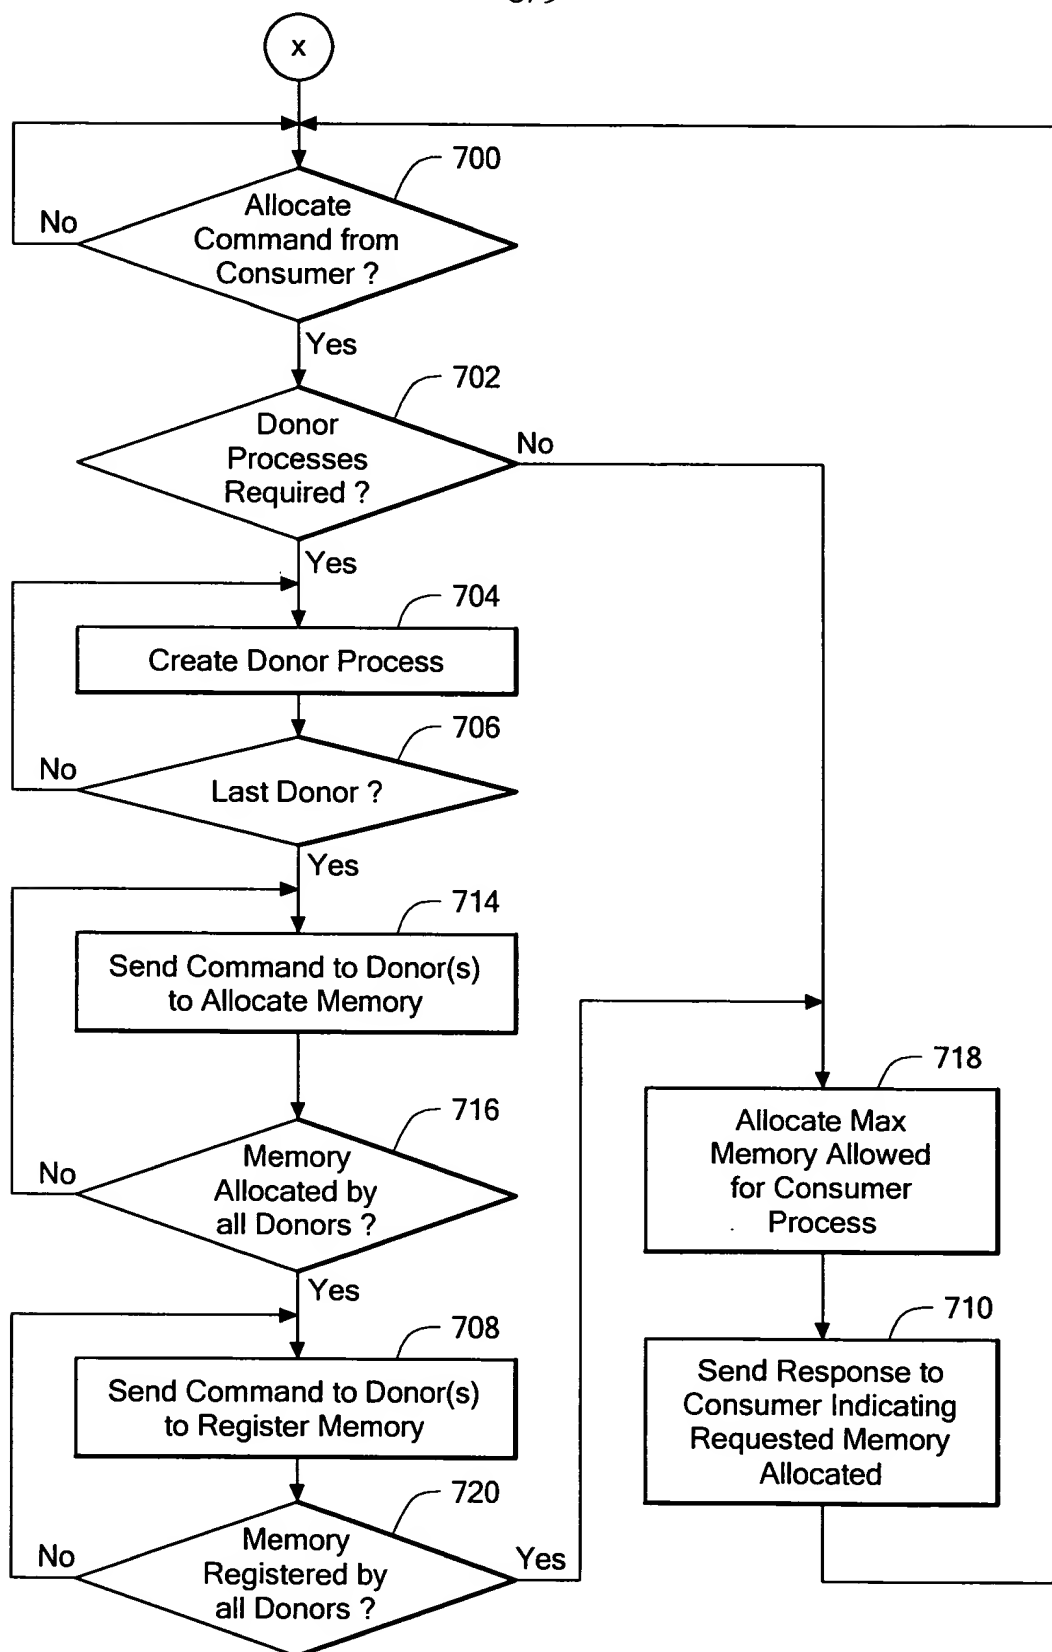 x
700
No
Allocate
Command from
Consumer ?
Yes
702
Donor
Processes
Required ?
No
Yes
704
Create Donor Process
706
No
Last Donor ?
Yes
714
Send Command to Donor(s)
to Allocate Memory
716
No
Memory
Allocated by
all Donors ?
Yes
708
Send Command to Donor(s)
to Register Memory
720
No
Memory
Registered by
all Donors ?
Yes
718
Allocate Max
Memory Allowed
for Consumer
Process
710
Send Response to
Consumer Indicating
Requested Memory
Allocated